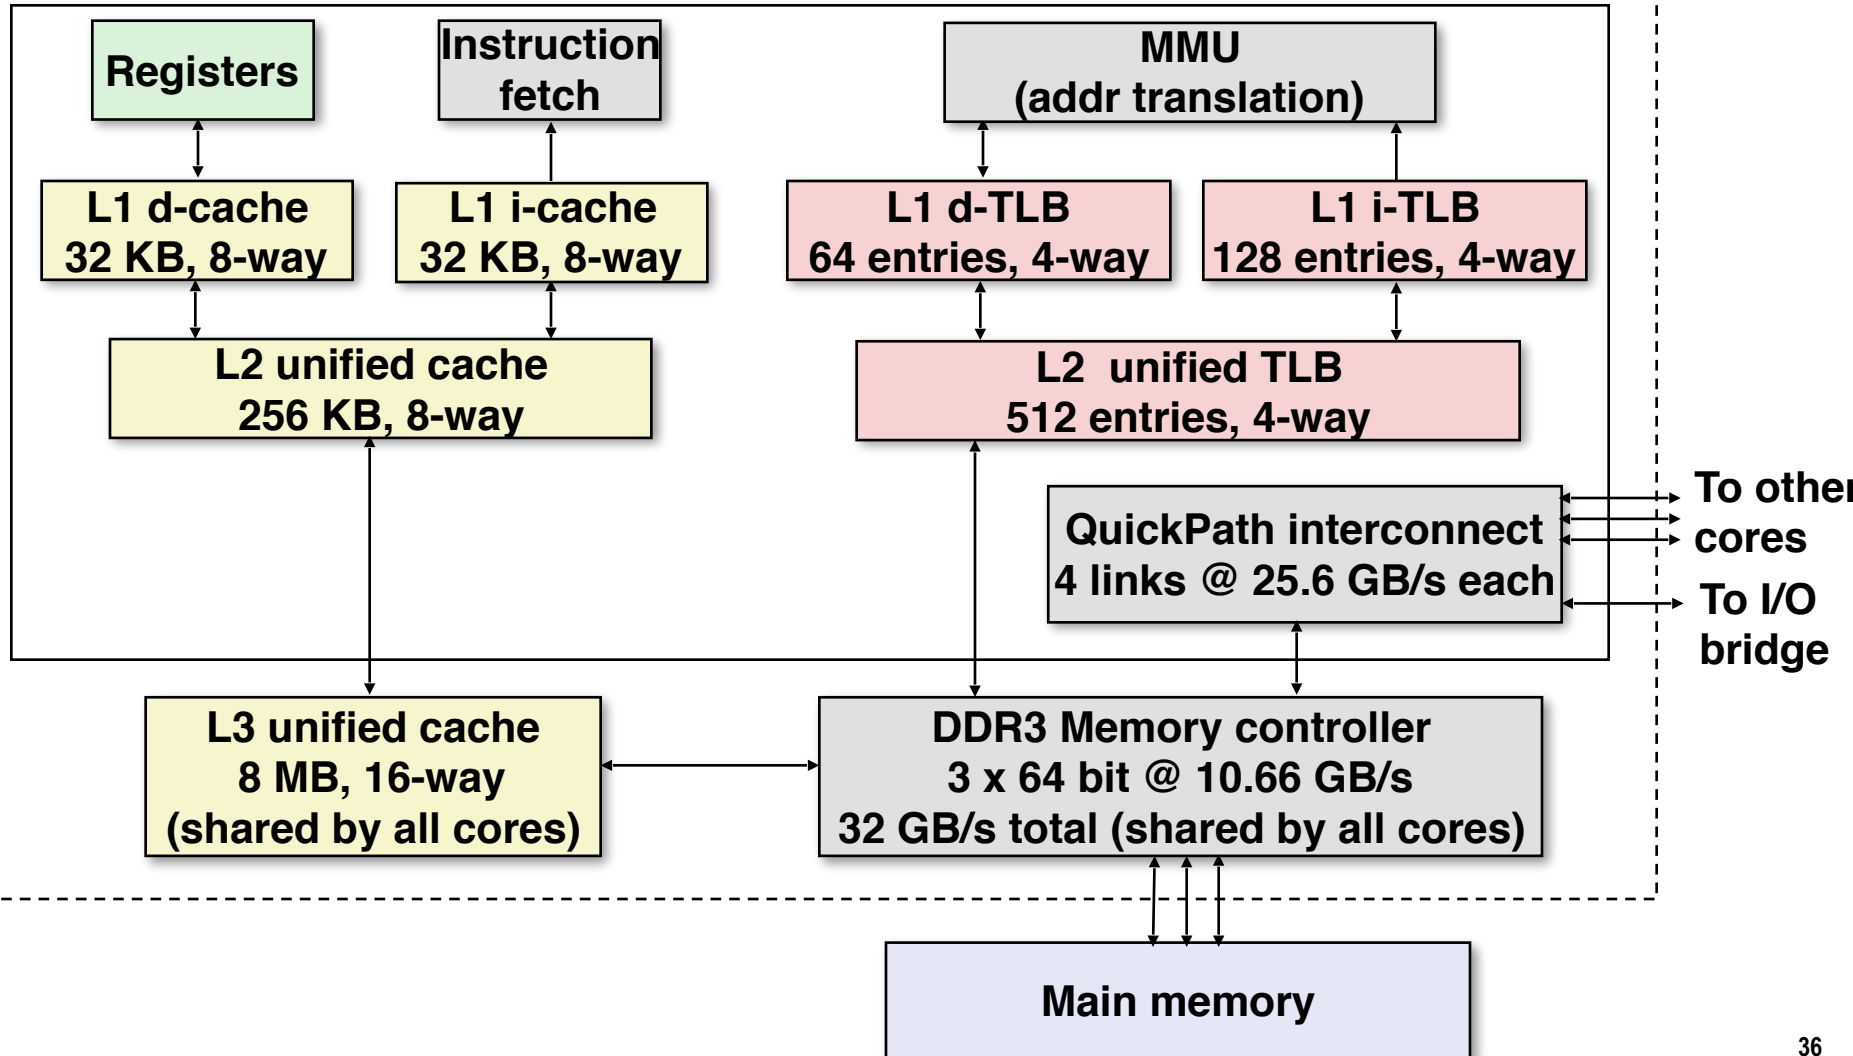 Registers
Instruction
fetch
MMU
(addr translation)
L1 d-cache
32 KB, 8-way
L1 i-cache
32 KB, 8-way
L1 d-TLB
64 entries, 4-way
L1 i-TLB
128 entries, 4-way
L2 unified cache
256 KB, 8-way
L2  unified TLB
512 entries, 4-way
QuickPath interconnect
4 links @ 25.6 GB/s each
To other
cores
To I/O
bridge
L3 unified cache
8 MB, 16-way
(shared by all cores)
DDR3 Memory controller
3 x 64 bit @ 10.66 GB/s
32 GB/s total (shared by all cores)
Main memory
36